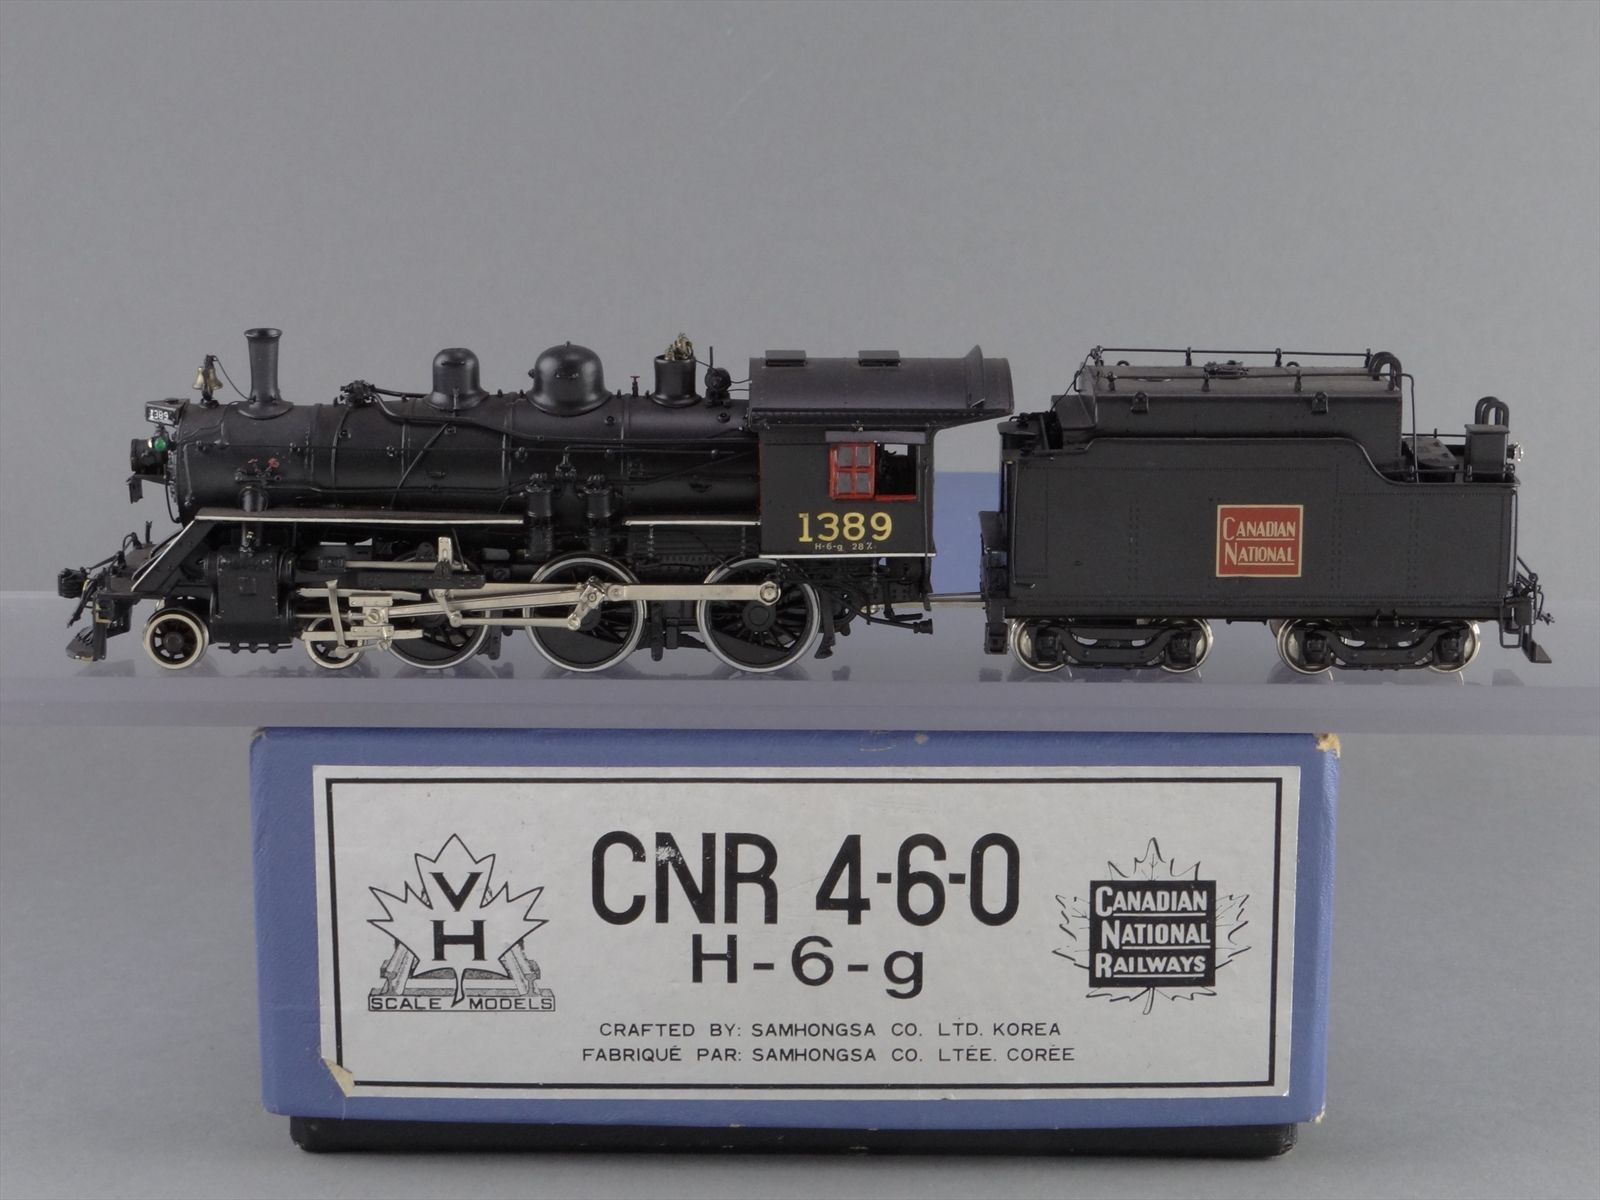 1389
1389
H-6-g 28%
CANADIAN
NATIONAL
CNR 4-6-0
H-6-g
V
H
SCALE MODELS
CANADIAN
NATIONAL
RAILWAYS
CRAFTED BY: SAMHONGSA CO. LTD. KOREA
FABRIQUÉ PAR: SAMHONGSA CO. LTÉE. CORÉE